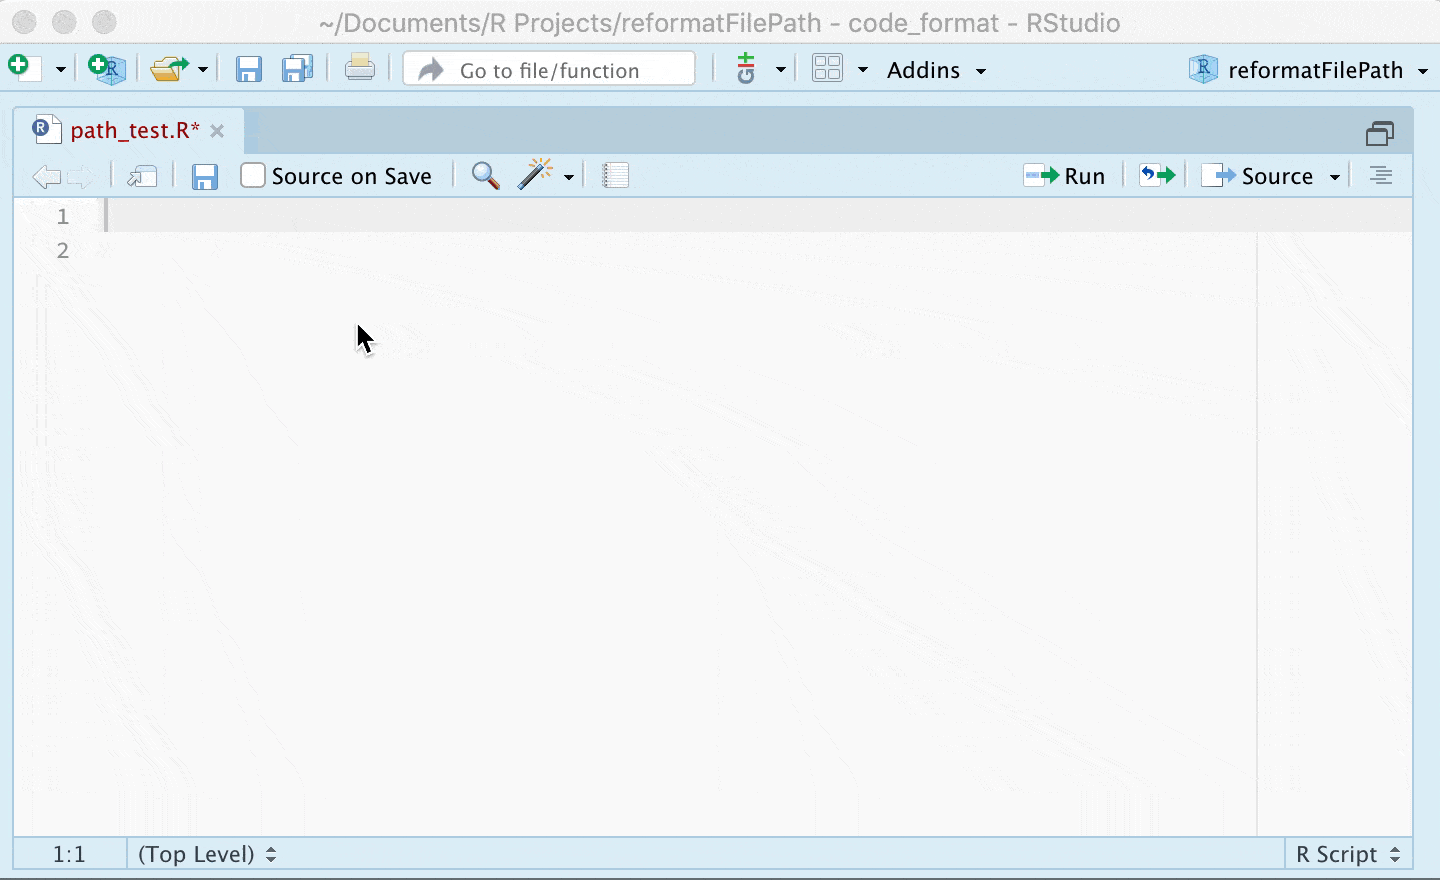 ~/Documents/R Projects/reformatFilePath - code_format - RStudio
Go to file/function
Addins
reformatFilePath
path_test.R*
Source on Save
Run
Source
1
2
1:1 (Top Level) R Script